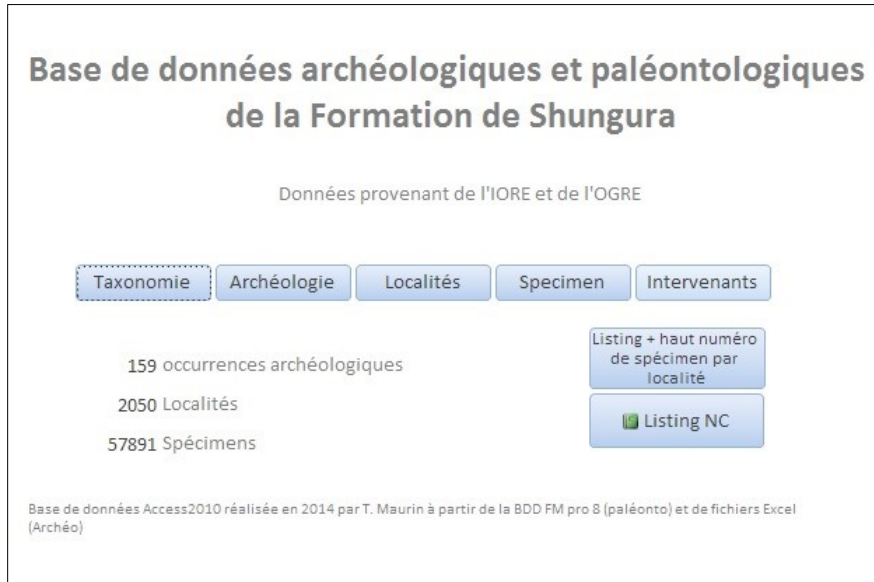 Base de données archéologiques et paléontologiques
de la Formation de Shungura
Données provenant de l'IORE et de l'OGRE
Taxonomie
Archéologie
Localités
Specimen
Intervenants
159 occurrences archéologiques
2050 Localités
57891 Spécimens
Listing + haut numéro
de spécimen par
localité
Listing NC
Base de données Access2010 réalisée en 2014 par T. Maurin à partir de la BDD FM pro 8 (paléonto) et de fichiers Excel
(Archéo)